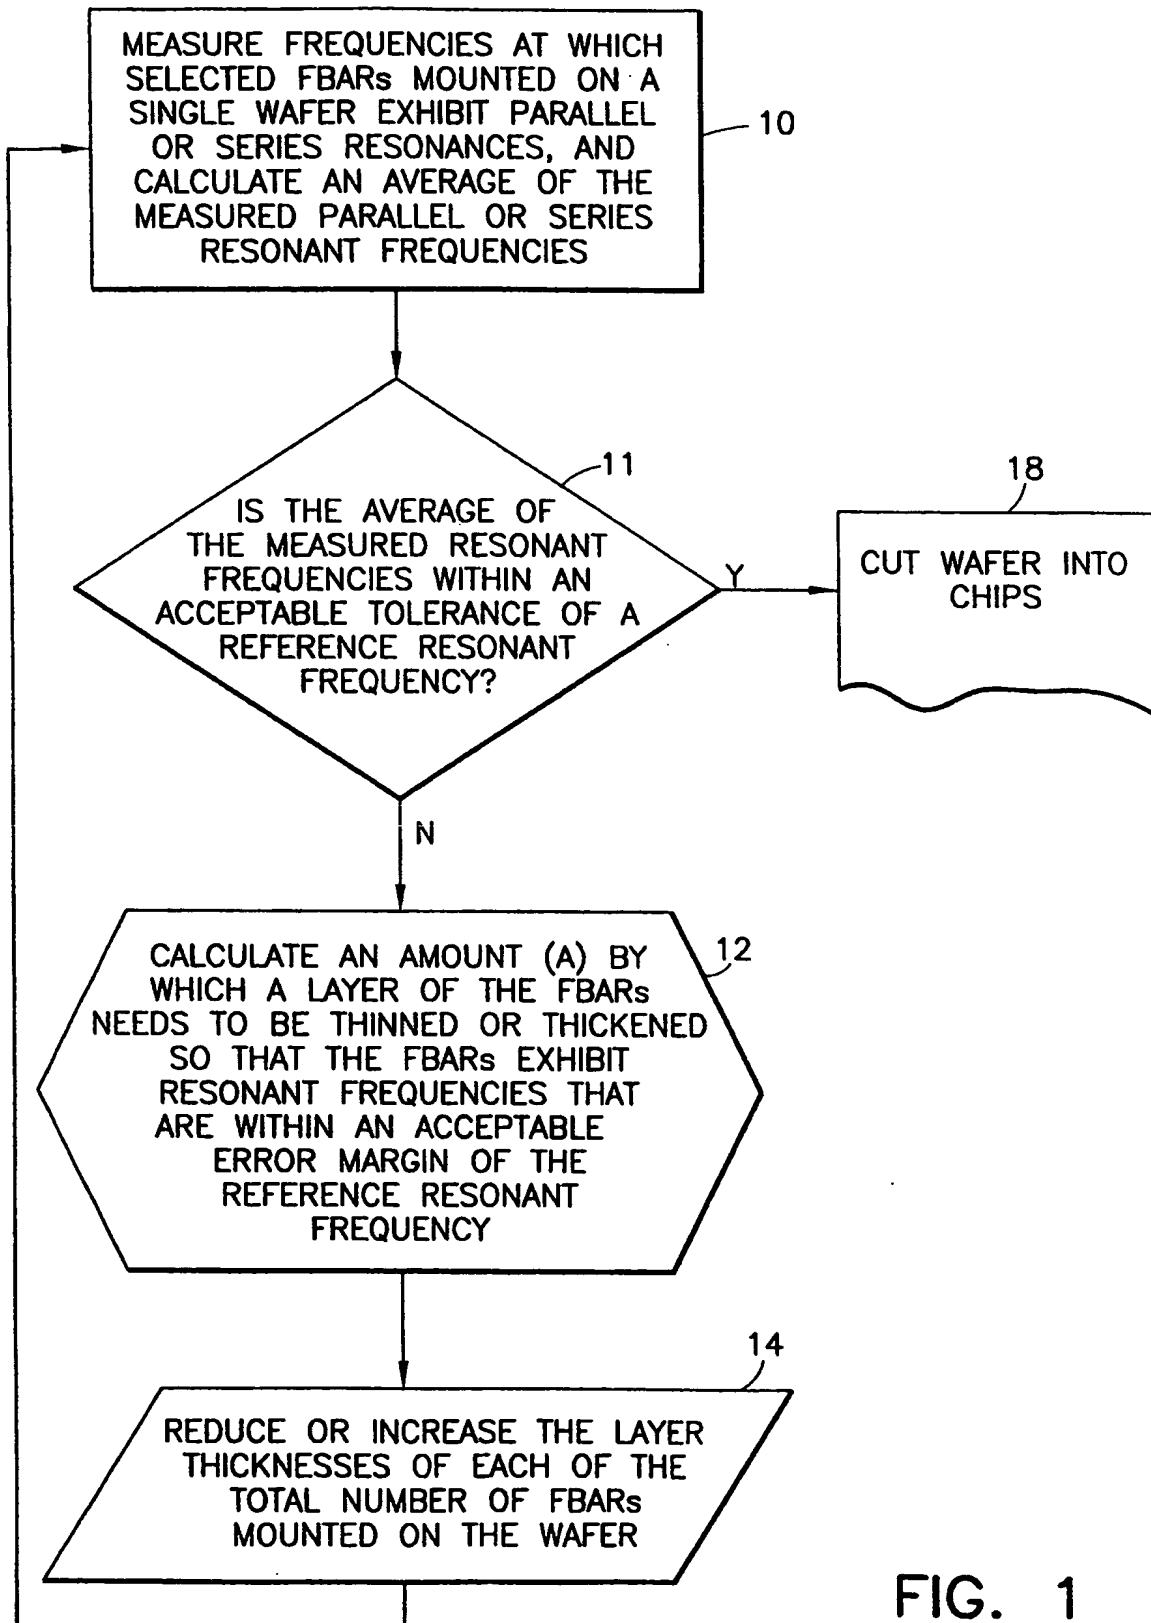 MEASURE FREQUENCIES AT WHICH
SELECTED FBARs MOUNTED ON A
SINGLE WAFER EXHIBIT PARALLEL
OR SERIES RESONANCES, AND
CALCULATE AN AVERAGE OF THE
MEASURED PARALLEL OR SERIES
RESONANT FREQUENCIES
10
11
IS THE AVERAGE OF
THE MEASURED RESONANT
FREQUENCIES WITHIN AN
ACCEPTABLE TOLERANCE OF A
REFERENCE RESONANT
FREQUENCY?
Y
18
CUT WAFER INTO
CHIPS
N
12
CALCULATE AN AMOUNT (A) BY
WHICH A LAYER OF THE FBARs
NEEDS TO BE THINNED OR THICKENED
SO THAT THE FBARs EXHIBIT
RESONANT FREQUENCIES THAT
ARE WITHIN AN ACCEPTABLE
ERROR MARGIN OF THE
REFERENCE RESONANT
FREQUENCY
14
REDUCE OR INCREASE THE LAYER
THICKNESSES OF EACH OF THE
TOTAL NUMBER OF FBARs
MOUNTED ON THE WAFER
FIG. 1